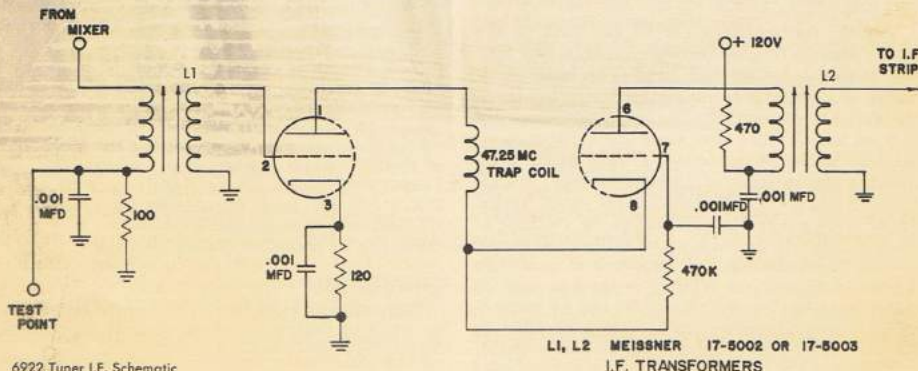 FROM
MIXER
L1
+ 120V
TO I.F.
STRIP
L2
1
2
3
6
7
8
470
47.25 MC
TRAP COIL
.001
MFD
100
.001MFD
.001 MFD
.001
MFD
120
470K
TEST
POINT
L1, L2 MEISSNER 17-5002 OR 17-5003
I.F. TRANSFORMERS
6922 Tuner I.F. Schematic